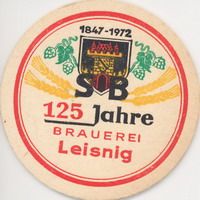 1847-1972
SB
125 Jahre
BRAUEREI
Leisnig